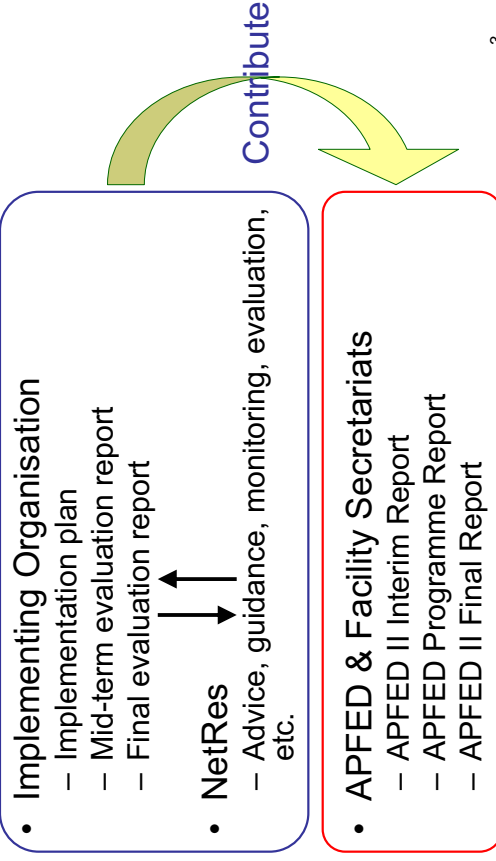 • Implementing Organisation
– Implementation plan
– Mid-term evaluation report
– Final evaluation report
• NetRes
– Advice, guidance, monitoring, evaluation,
etc.
Contribute
• APFED & Facility Secretariats
– APFED II Interim Report
– APFED Programme Report
– APFED II Final Report